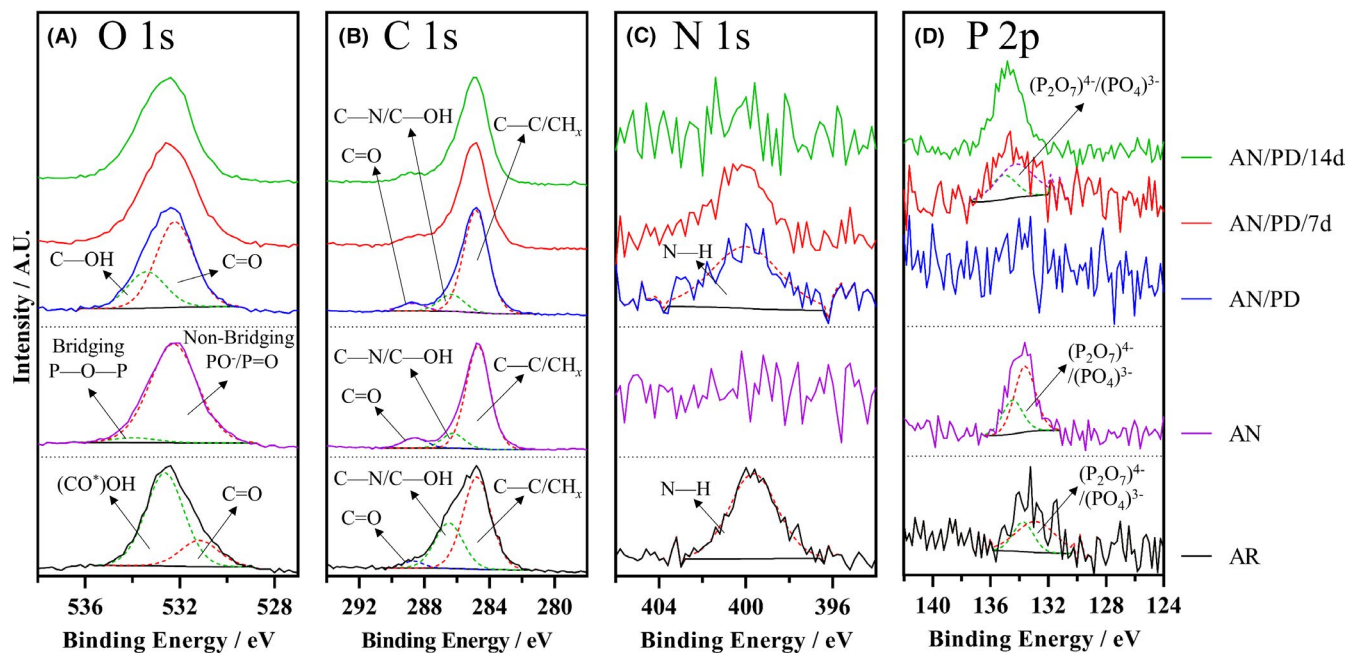 (A) O 1s
(B) C 1s
(C) N 1s
(D) P 2p
Intensity / A.U.
C—OH
C=O
Bridging
P—O—P
Non-Bridging
PO⁻/P=O
(CO*)OH
C=O
536
532
528
Binding Energy / eV
C—N/C—OH
C=O
C—C/CHₓ
C—N/C—OH
C=O
C—C/CHₓ
C—N/C—OH
C=O
C—C/CHₓ
292
288
284
280
Binding Energy / eV
N—H
N—H
404
400
396
Binding Energy / eV
(P₂O₇)⁴⁻/(PO₄)³⁻
(P₂O₇)⁴⁻
/(PO₄)³⁻
(P₂O₇)⁴⁻
/(PO₄)³⁻
140
136
132
128
124
Binding Energy / eV
AN/PD/14d
AN/PD/7d
AN/PD
AN
AR